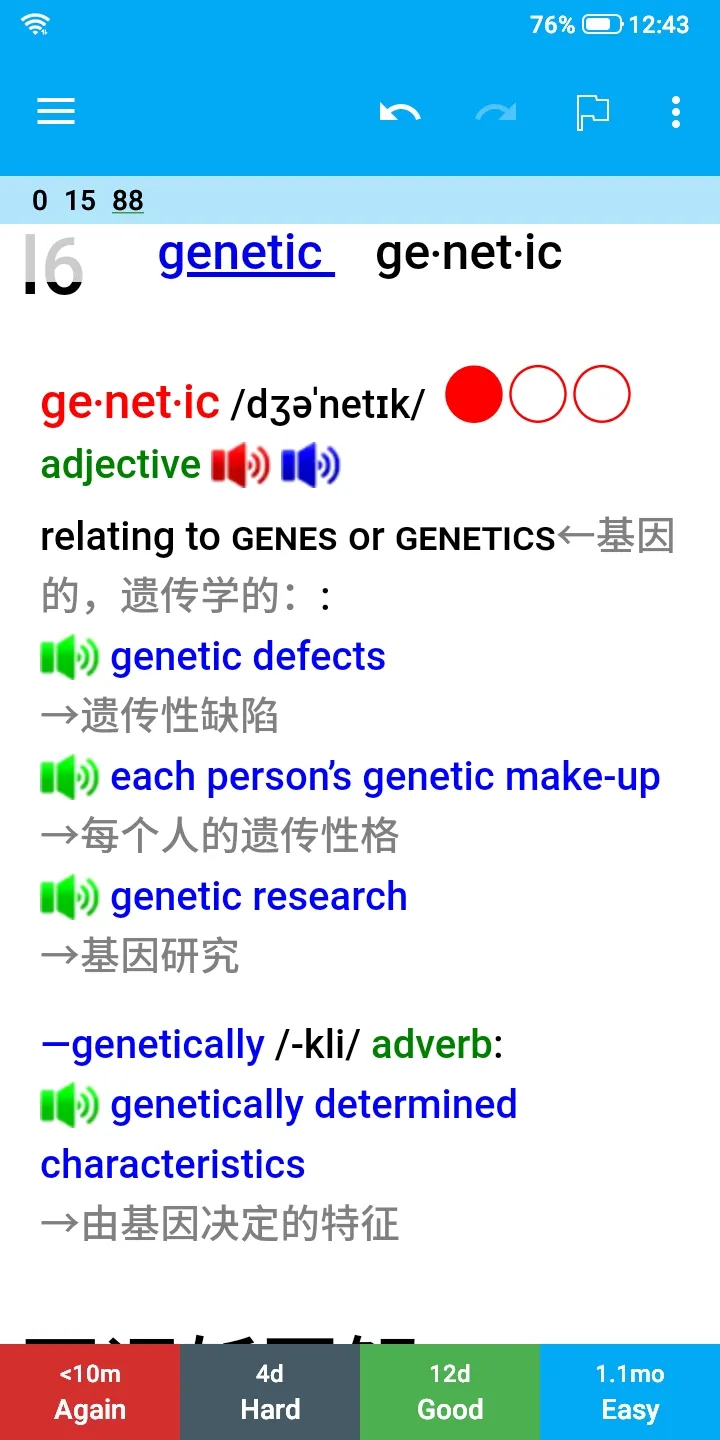 76% 12:43
0 15 88
l6 genetic ge·net·ic
ge·net·ic /dʒəˈnetɪk/
adjective
relating to GENEs or GENETICS←基因
的，遗传学的：:
genetic defects
→遗传性缺陷
each person’s genetic make-up
→每个人的遗传性格
genetic research
→基因研究
—genetically /-kli/ adverb:
genetically determined
characteristics
→由基因决定的特征
<10m 4d 12d 1.1mo
Again Hard Good Easy